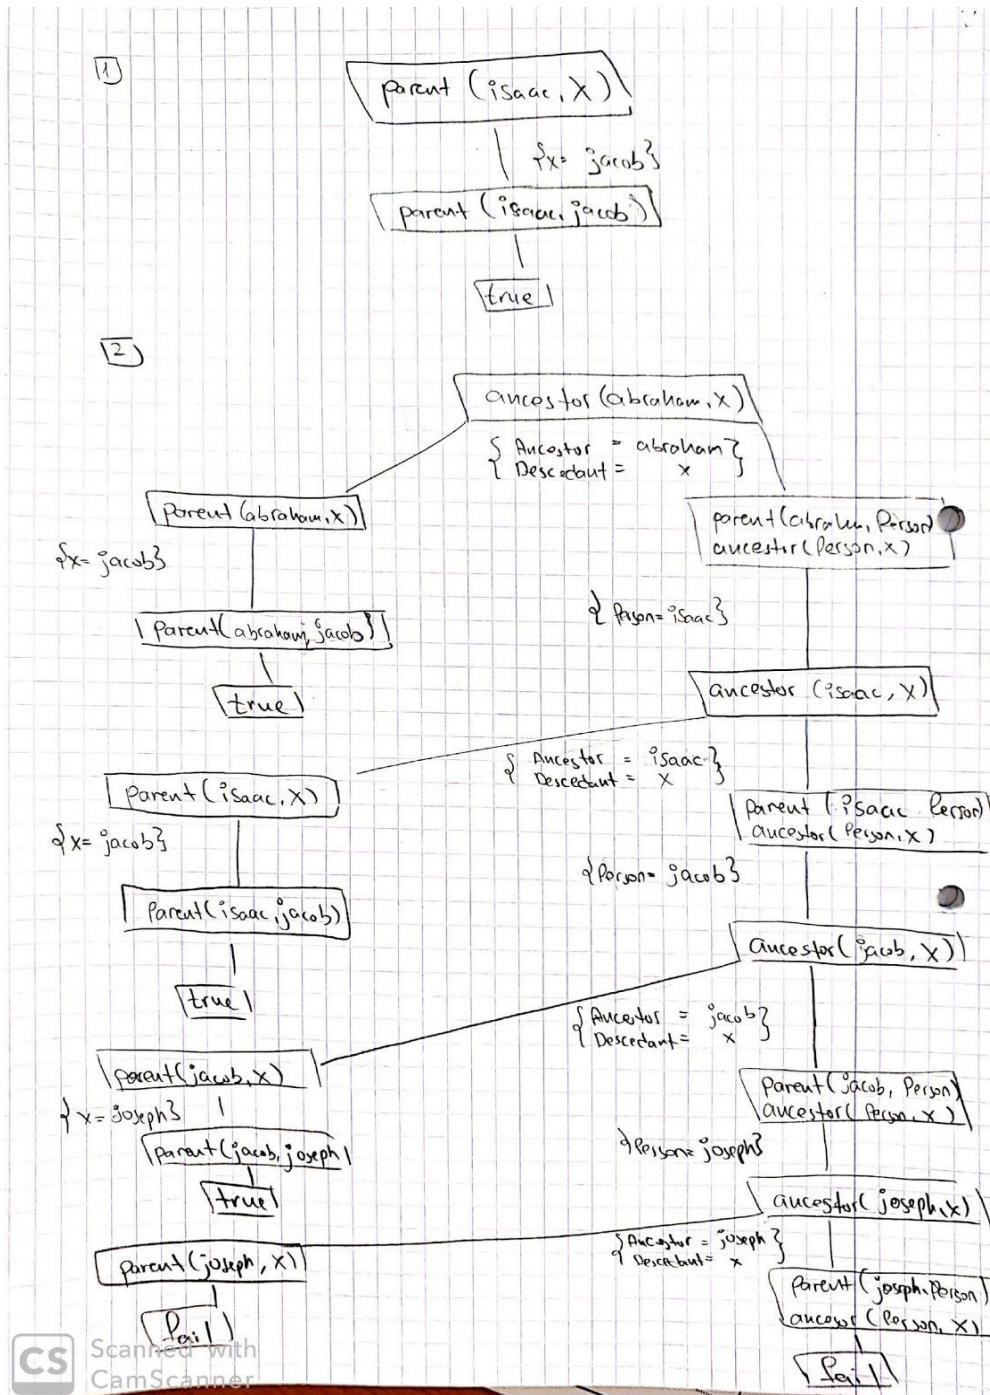 1
parent (isaac, X)
{x= jacob}
parent (isaac, jacob)
true
2
ancestor (abraham, X)
{ Ancestor = abraham }
{ Descedant = x }
parent (abraham, X)
parent (abraham, Person)
ancestor (Person, X)
{x= jacob}
{ Person= isaac}
parent (abraham, jacob)
true
ancestor (isaac, X)
{ Ancestor = isaac }
{ Descedant = X }
parent (isaac, X)
parent (isaac, Person)
ancestor (Person, X)
{x= jacob}
{Person= jacob}
parent (isaac, jacob)
true
ancestor (jacob, X)
{ Ancestor = jacob }
{ Descedant = x }
parent (jacob, X)
parent (jacob, Person)
ancestor (Person, X)
{x=joseph}
parent (jacob, joseph
{Person= joseph}
true
ancestor (joseph, x)
{ Ancestor = joseph }
{ Descedant = x }
parent (joseph, X)
parent (joseph, Person)
ancesor (Person, X)
fail
fail
CS Scanned with
CamScanner